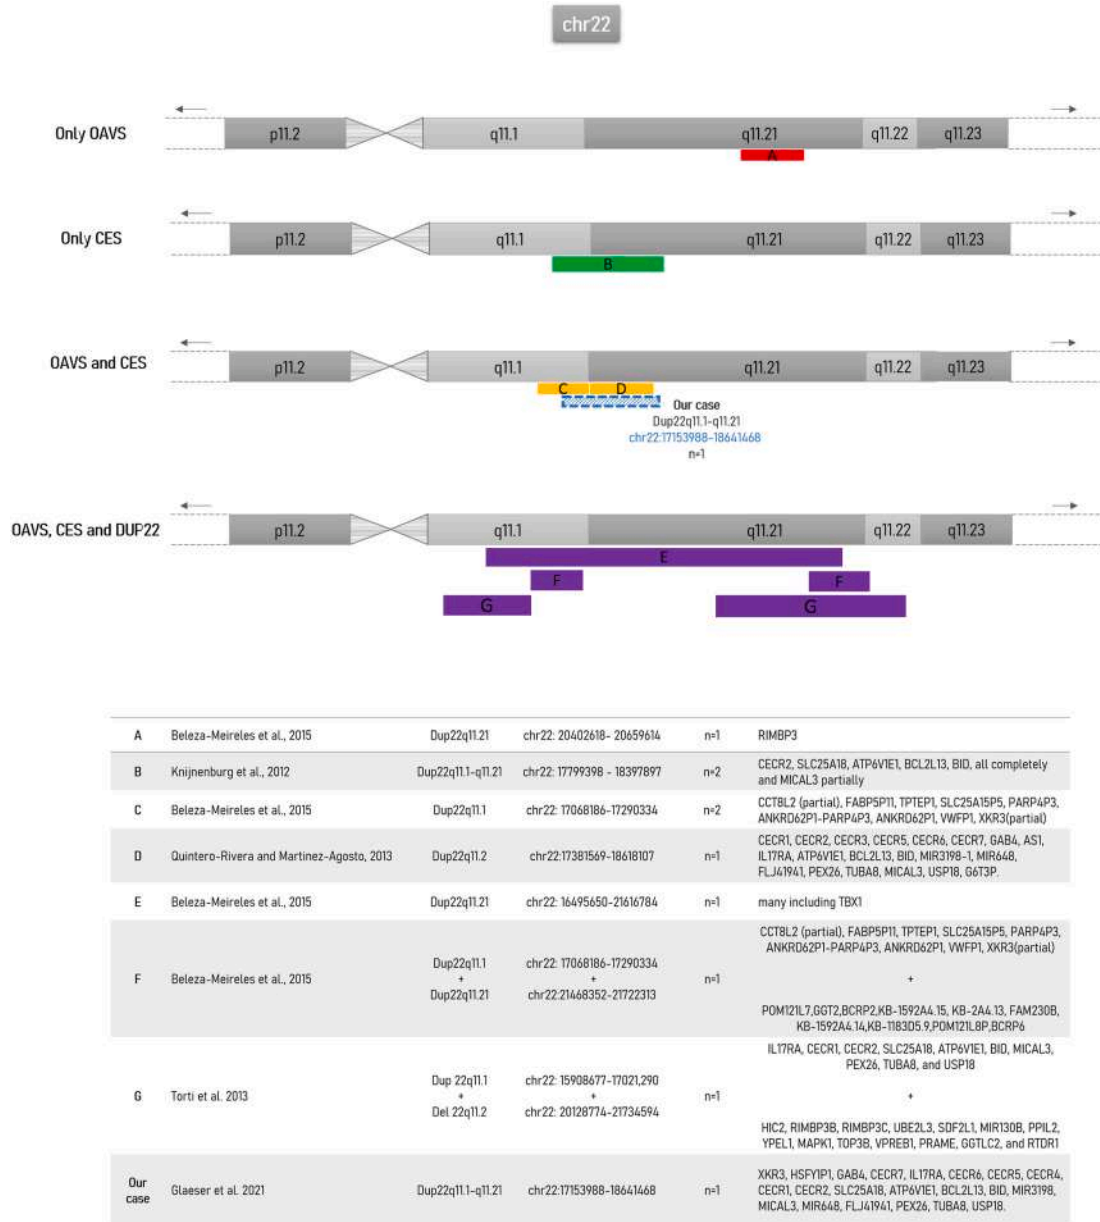 chr22
Only OAVS
p11.2
q11.1
q11.21
q11.22
q11.23
A
Only CES
p11.2
q11.1
q11.21
q11.22
q11.23
B
OAVS and CES
p11.2
q11.1
q11.21
q11.22
q11.23
C
D
Our case
Dup22q11.1-q11.21
chr22:17153988-18641468
n=1
OAVS, CES and DUP22
p11.2
q11.1
q11.21
q11.22
q11.23
E
F
F
G
G
A Beleza-Meireles et al., 2015 Dup22q11.21 chr22: 20402618- 20659614 n=1 RIMBP3
B Knijnenburg et al., 2012 Dup22q11.1-q11.21 chr22: 17799398 - 18397897 n=2 CECR2, SLC25A18, ATP6V1E1, BCL2L13, BID, all completely
and MICAL3 partially
C Beleza-Meireles et al., 2015 Dup22q11.1 chr22: 17068186-17290334 n=2 CCT8L2 (partial), FABP5P11, TPTEP1, SLC25A15P5, PARP4P3,
ANKRD62P1-PARP4P3, ANKRD62P1, VWFP1, XKR3(partial)
D Quintero-Rivera and Martinez-Agosto, 2013 Dup22q11.2 chr22:17381569-18618107 n=1 CECR1, CECR2, CECR3, CECR5, CECR6, CECR7, GAB4, AS1,
IL17RA, ATP6V1E1, BCL2L13, BID, MIR3198-1, MIR648,
FLJ41941, PEX26, TUBA8, MICAL3, USP18, G6T3P.
E Beleza-Meireles et al., 2015 Dup22q11.21 chr22: 16495650-21616784 n=1 many including TBX1
F Beleza-Meireles et al., 2015 Dup22q11.1
+
Dup22q11.21 chr22: 17068186-17290334
+
chr22:21468352-21722313 n=1 CCT8L2 (partial), FABP5P11, TPTEP1, SLC25A15P5, PARP4P3,
ANKRD62P1-PARP4P3, ANKRD62P1, VWFP1, XKR3(partial)
+
POM121L7,GGT2,BCRP2,KB-1592A4.15, KB-2A4.13, FAM230B,
KB-1592A4.14,KB-1183D5.9,POM121L8P,BCRP6
G Torti et al. 2013 Dup 22q11.1
+
Del 22q11.2 chr22: 15908677-17021,290
+
chr22: 20128774-21734594 n=1 IL17RA, CECR1, CECR2, SLC25A18, ATP6V1E1, BID, MICAL3,
PEX26, TUBA8, and USP18
+
HIC2, RIMBP3B, RIMBP3C, UBE2L3, SDF2L1, MIR130B, PPIL2,
YPEL1, MAPK1, TOP3B, VPREB1, PRAME, GGTLC2, and RTDR1
Our
case Glaeser et al. 2021 Dup22q11.1-q11.21 chr22:17153988-18641468 n=1 XKR3, HSFY1P1, GAB4, CECR7, IL17RA, CECR6, CECR5, CECR4,
CECR1, CECR2, SLC25A18, ATP6V1E1, BCL2L13, BID, MIR3198,
MICAL3, MIR648, FLJ41941, PEX26, TUBA8, USP18.